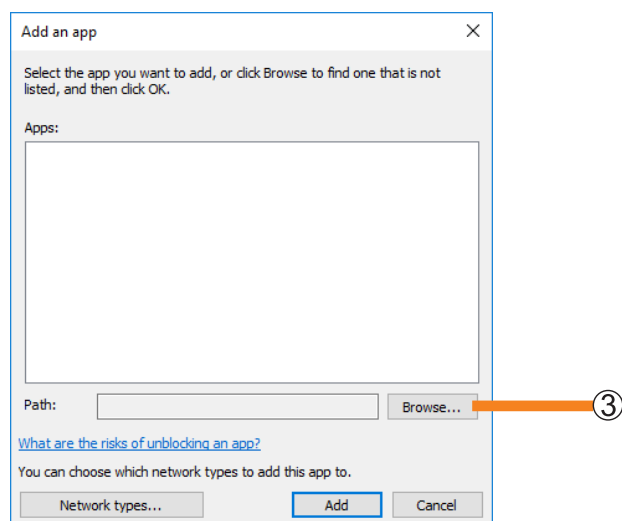 Add an app
Select the app you want to add, or click Browse to find one that is not
listed, and then click OK.
Apps:
Path:
Browse...
③
What are the risks of unblocking an app?
You can choose which network types to add this app to.
Network types...
Add
Cancel